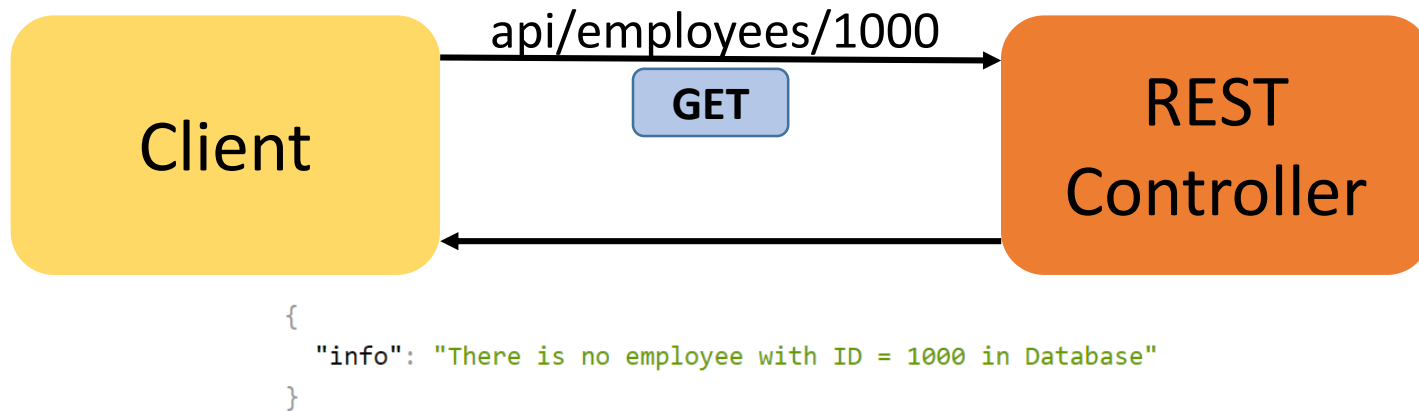 api/employees/1000
GET
Client
REST
Controller
{
"info": "There is no employee with ID = 1000 in Database"
}